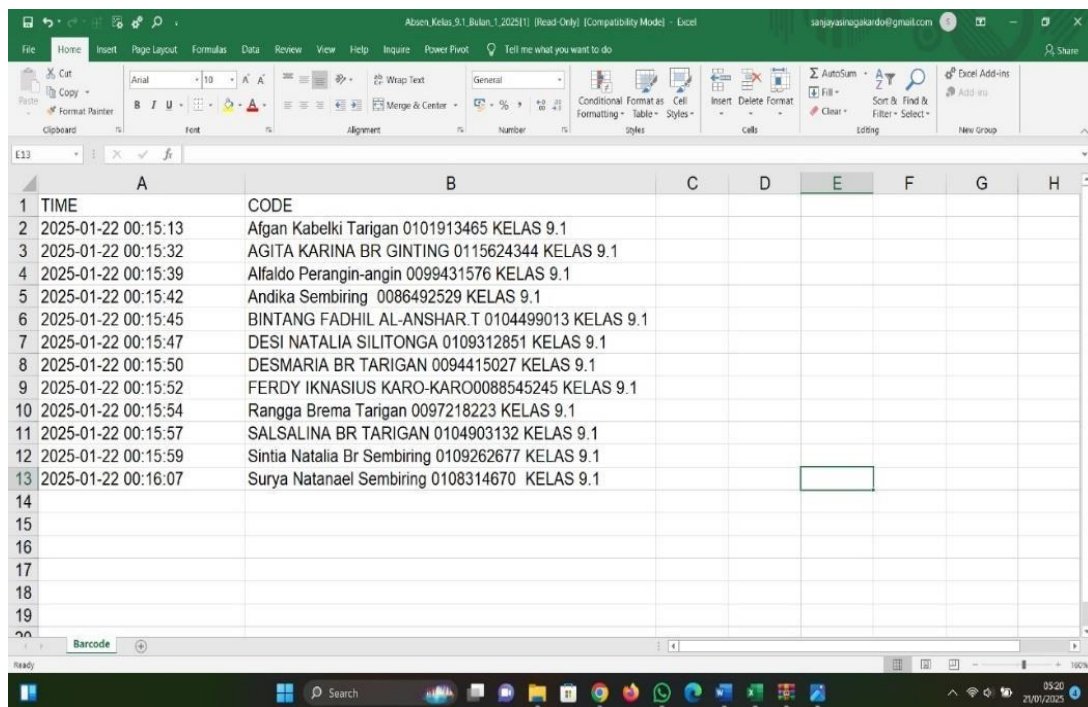 Absen_Kelas_9.1_Bulan_1_2025[1] [Read-Only] [Compatibility Mode] - Excel
sanjayasinagakardo@gmail.com
File Home Insert Page Layout Formulas Data Review View Help Inquire Power Pivot Tell me what you want to do Share
Cut
Copy
Paste
Format Painter
Clipboard
Arial 10
B I U
Font
Wrap Text
Merge & Center
Alignment
General
Number
Conditional Formatting
Format as Table
Cell Styles
Styles
Insert Delete Format
Cells
AutoSum
Fill
Clear
Sort & Filter
Find & Select
Editing
Excel Add-ins
Add-ins
New Group
E13 fx
A B C D E F G H
1 TIME CODE
2 2025-01-22 00:15:13 Afgan Kabelki Tarigan 0101913465 KELAS 9.1
3 2025-01-22 00:15:32 AGITA KARINA BR GINTING 0115624344 KELAS 9.1
4 2025-01-22 00:15:39 Alfaldo Perangin-angin 0099431576 KELAS 9.1
5 2025-01-22 00:15:42 Andika Sembiring 0086492529 KELAS 9.1
6 2025-01-22 00:15:45 BINTANG FADHIL AL-ANSHAR.T 0104499013 KELAS 9.1
7 2025-01-22 00:15:47 DESI NATALIA SILITONGA 0109312851 KELAS 9.1
8 2025-01-22 00:15:50 DESMARIA BR TARIGAN 0094415027 KELAS 9.1
9 2025-01-22 00:15:52 FERDY IKNASIUS KARO-KARO0088545245 KELAS 9.1
10 2025-01-22 00:15:54 Rangga Brema Tarigan 0097218223 KELAS 9.1
11 2025-01-22 00:15:57 SALSALINA BR TARIGAN 0104903132 KELAS 9.1
12 2025-01-22 00:15:59 Sintia Natalia Br Sembiring 0109262677 KELAS 9.1
13 2025-01-22 00:16:07 Surya Natanael Sembiring 0108314670 KELAS 9.1
14
15
16
17
18
19
20
Barcode
Ready
160%
Search
05:20
21/01/2025